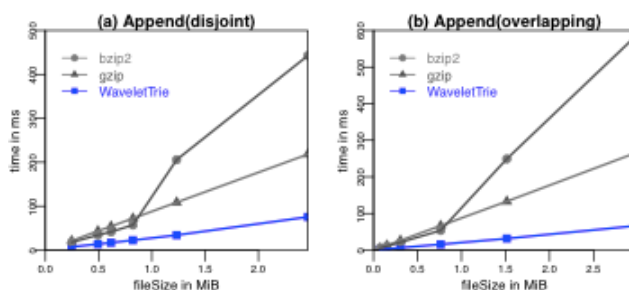 (a) Append(disjoint)
500
400
300
200
100
0
time in ms
bzip2
gzip
WaveletTrie
0.0 0.5 1.0 1.5 2.0
fileSize in MiB
(b) Append(overlapping)
600
500
400
300
200
100
0
time in ms
bzip2
gzip
WaveletTrie
0.0 0.5 1.0 1.5 2.0 2.5
fileSize in MiB